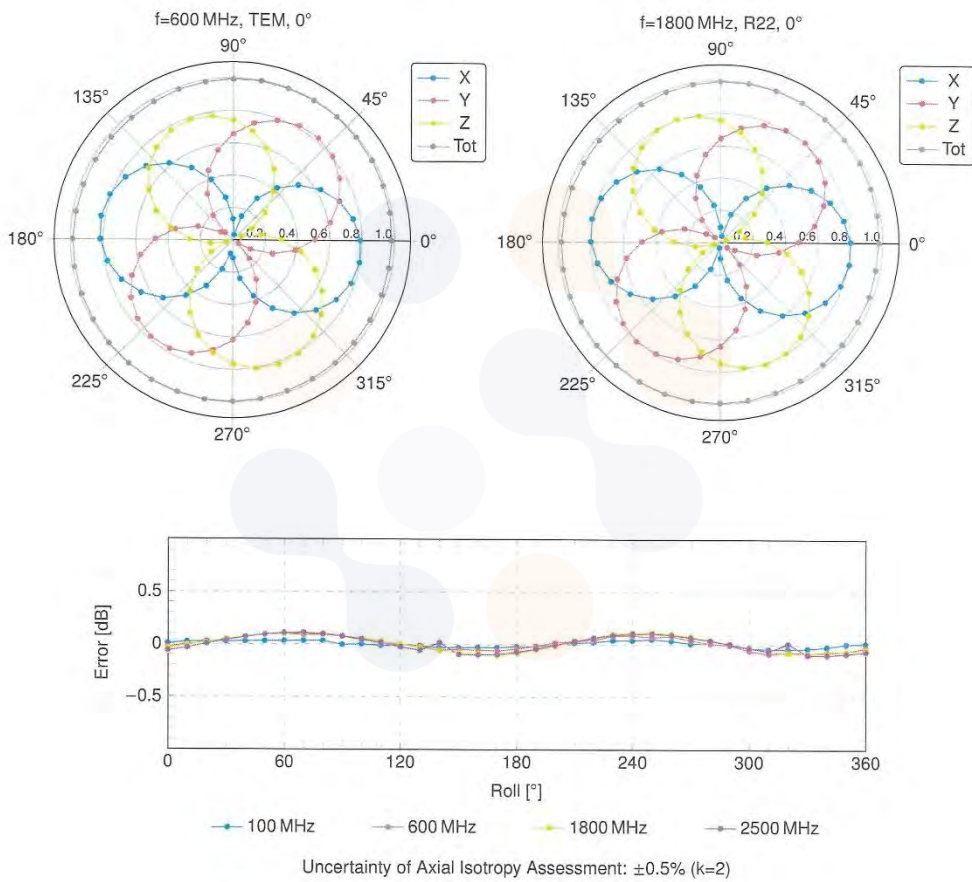 f=600 MHz, TEM, 0°
90°
135°
45°
180°
0.2 0.4 0.6 0.8 1.0
0°
225°
315°
270°
X
Y
Z
Tot
f=1800 MHz, R22, 0°
90°
135°
45°
180°
0.2 0.4 0.6 0.8 1.0
0°
225°
315°
270°
X
Y
Z
Tot
Error [dB]
0.5
0
−0.5
0 60 120 180 240 300 360
Roll [°]
100 MHz 600 MHz 1800 MHz 2500 MHz
Uncertainty of Axial Isotropy Assessment: ±0.5% (k=2)